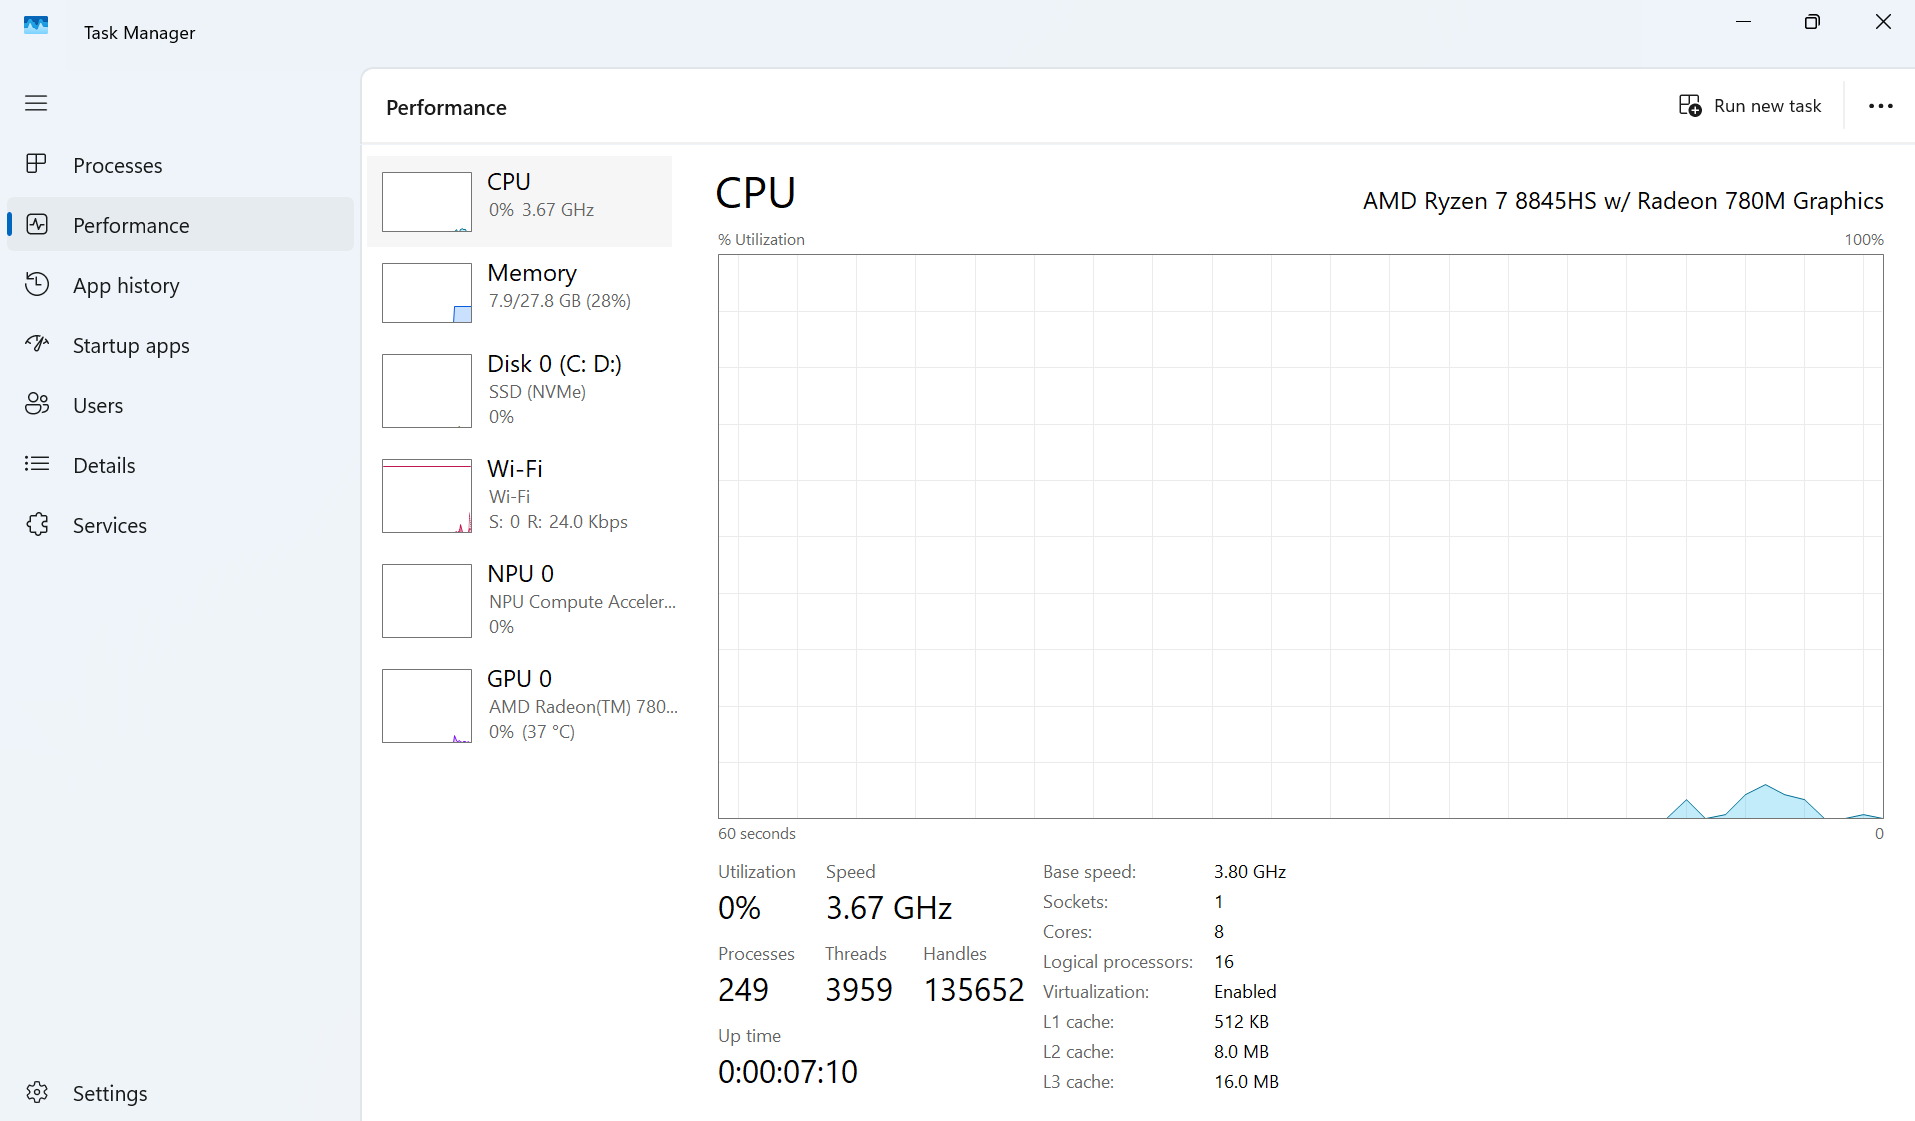 Task Manager
Performance
Run new task
Processes
Performance
App history
Startup apps
Users
Details
Services
Settings
CPU
0% 3.67 GHz
Memory
7.9/27.8 GB (28%)
Disk 0 (C: D:)
SSD (NVMe)
0%
Wi-Fi
Wi-Fi
S: 0 R: 24.0 Kbps
NPU 0
NPU Compute Acceler...
0%
GPU 0
AMD Radeon(TM) 780...
0% (37 °C)
CPU
AMD Ryzen 7 8845HS w/ Radeon 780M Graphics
% Utilization 100%
60 seconds 0
Utilization Speed
0% 3.67 GHz
Processes Threads Handles
249 3959 135652
Up time
0:00:07:10
Base speed: 3.80 GHz
Sockets: 1
Cores: 8
Logical processors: 16
Virtualization: Enabled
L1 cache: 512 KB
L2 cache: 8.0 MB
L3 cache: 16.0 MB